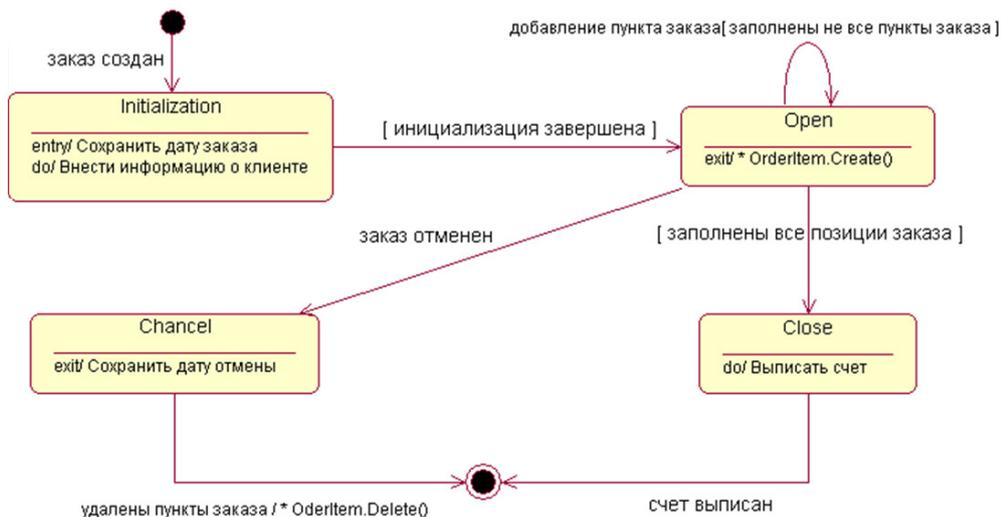 добавление пункта заказа[ заполнены не все пункты заказа ]
заказ создан
Initialization
entry/ Сохранить дату заказа
do/ Внести информацию о клиенте
[ инициализация завершена ]
Open
exit/ * OrderItem.Create()
заказ отменен
[ заполнены все позиции заказа ]
Chancel
exit/ Сохранить дату отмены
Close
do/ Выписать счет
удалены пункты заказа / * OderItem.Delete()
счет выписан